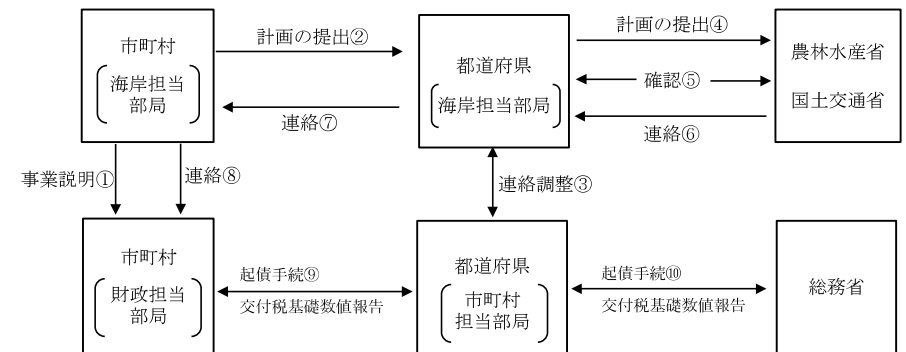 市町村
海岸担当
部局
計画の提出②
連絡⑦
都道府県
海岸担当部局
計画の提出④
確認⑤
連絡⑥
農林水産省
国土交通省
事業説明①
連絡⑧
連絡調整③
市町村
財政担当
部局
起債手続⑨
交付税基礎数値報告
都道府県
市町村
担当部局
起債手続⑩
交付税基礎数値報告
総務省